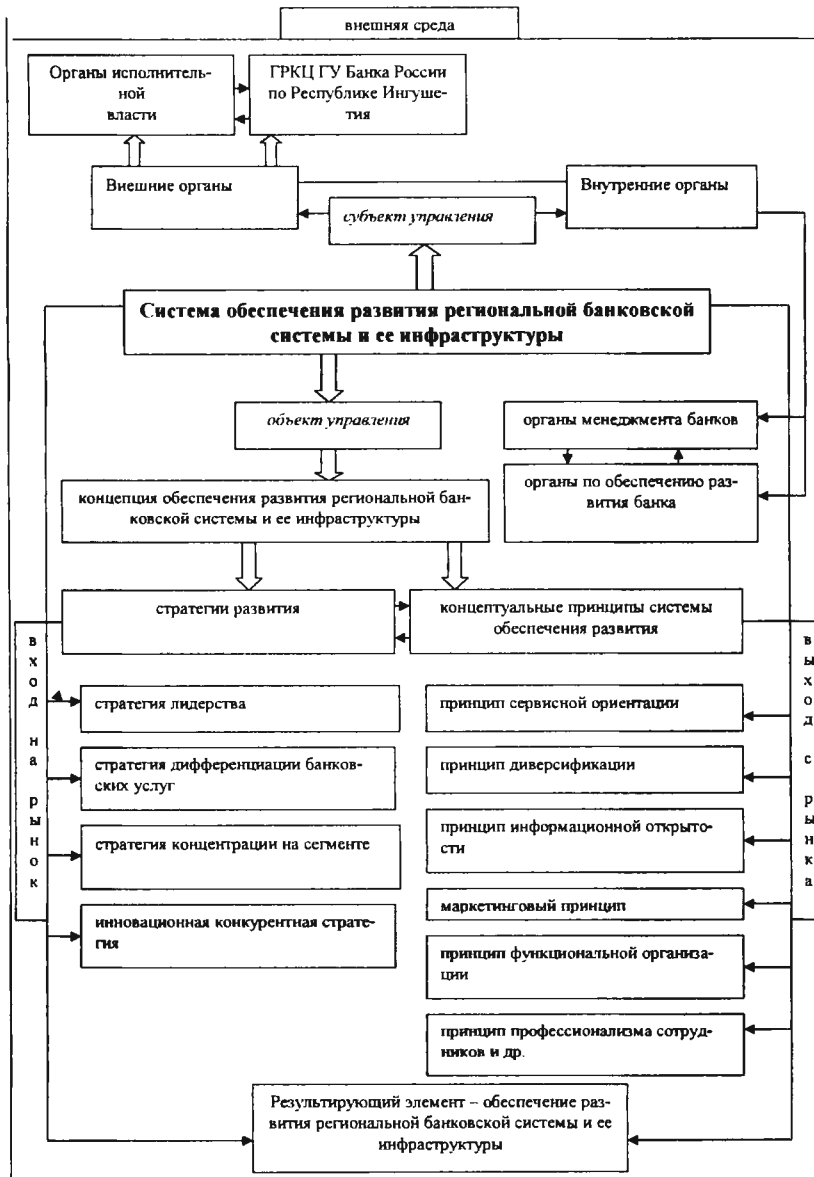 внешняя среда
Органы исполнитель-
ной
власти
ГРКЦ ГУ Банка России
по Республике Ингуше-
тия
Внешние органы
Внутренние органы
субъект управления
Система обеспечения развития региональной банковской
системы и ее инфраструктуры
объект управления
органы менеджмента банков
концепция обеспечения развития региональной бан-
ковской системы и ее инфраструктуры
органы по обеспечению раз-
вития банка
стратегии развития
концептуальные принципы системы
обеспечения развития
вход на рынок
выход с рынка
стратегия лидерства
стратегия дифференциации банков-
ских услуг
стратегия концентрации на сегменте
инновационная конкурентная страте-
гия
принцип сервисной ориентации
принцип диверсификации
принцип информационной открыто-
сти
маркетинговый принцип
принцип функциональной организа-
ции
принцип профессионализма сотруд-
ников и др.
Результирующий элемент – обеспечение раз-
вития региональной банковской системы и ее
инфраструктуры